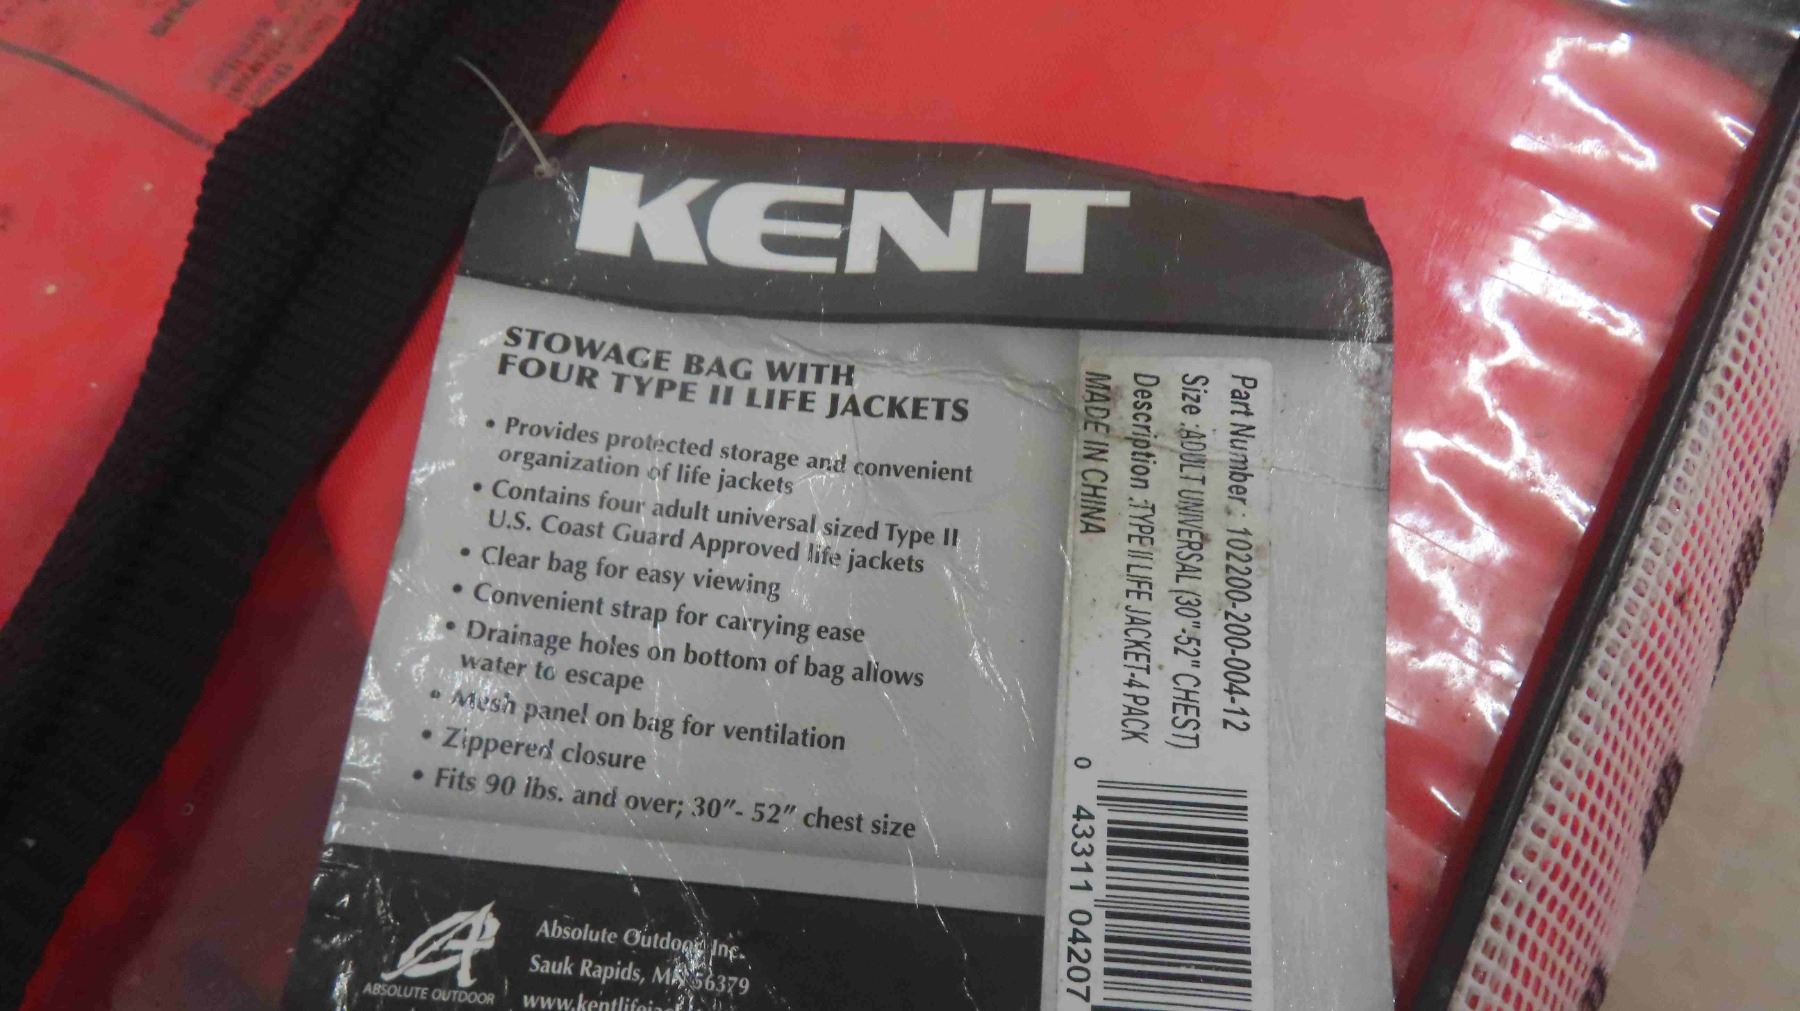 KENT
STOWAGE BAG WITH
FOUR TYPE II LIFE JACKETS
• Provides protected storage and convenient
organization of life jackets
• Contains four adult universal sized Type II
U.S. Coast Guard Approved life jackets
• Clear bag for easy viewing
• Convenient strap for carrying ease
• Drainage holes on bottom of bag allows
water to escape
• Mesh panel on bag for ventilation
• Zippered closure
• Fits 90 lbs. and over; 30"- 52" chest size
ABSOLUTE OUTDOOR
Absolute Outdoor Inc.
Sauk Rapids, MN 56379
Part Number : 102200-200-004-12
Size :ADULT UNIVERSAL (30"-52" CHEST)
Description :TYPE II LIFE JACKET-4 PACK
MADE IN CHINA
0 43311 04207